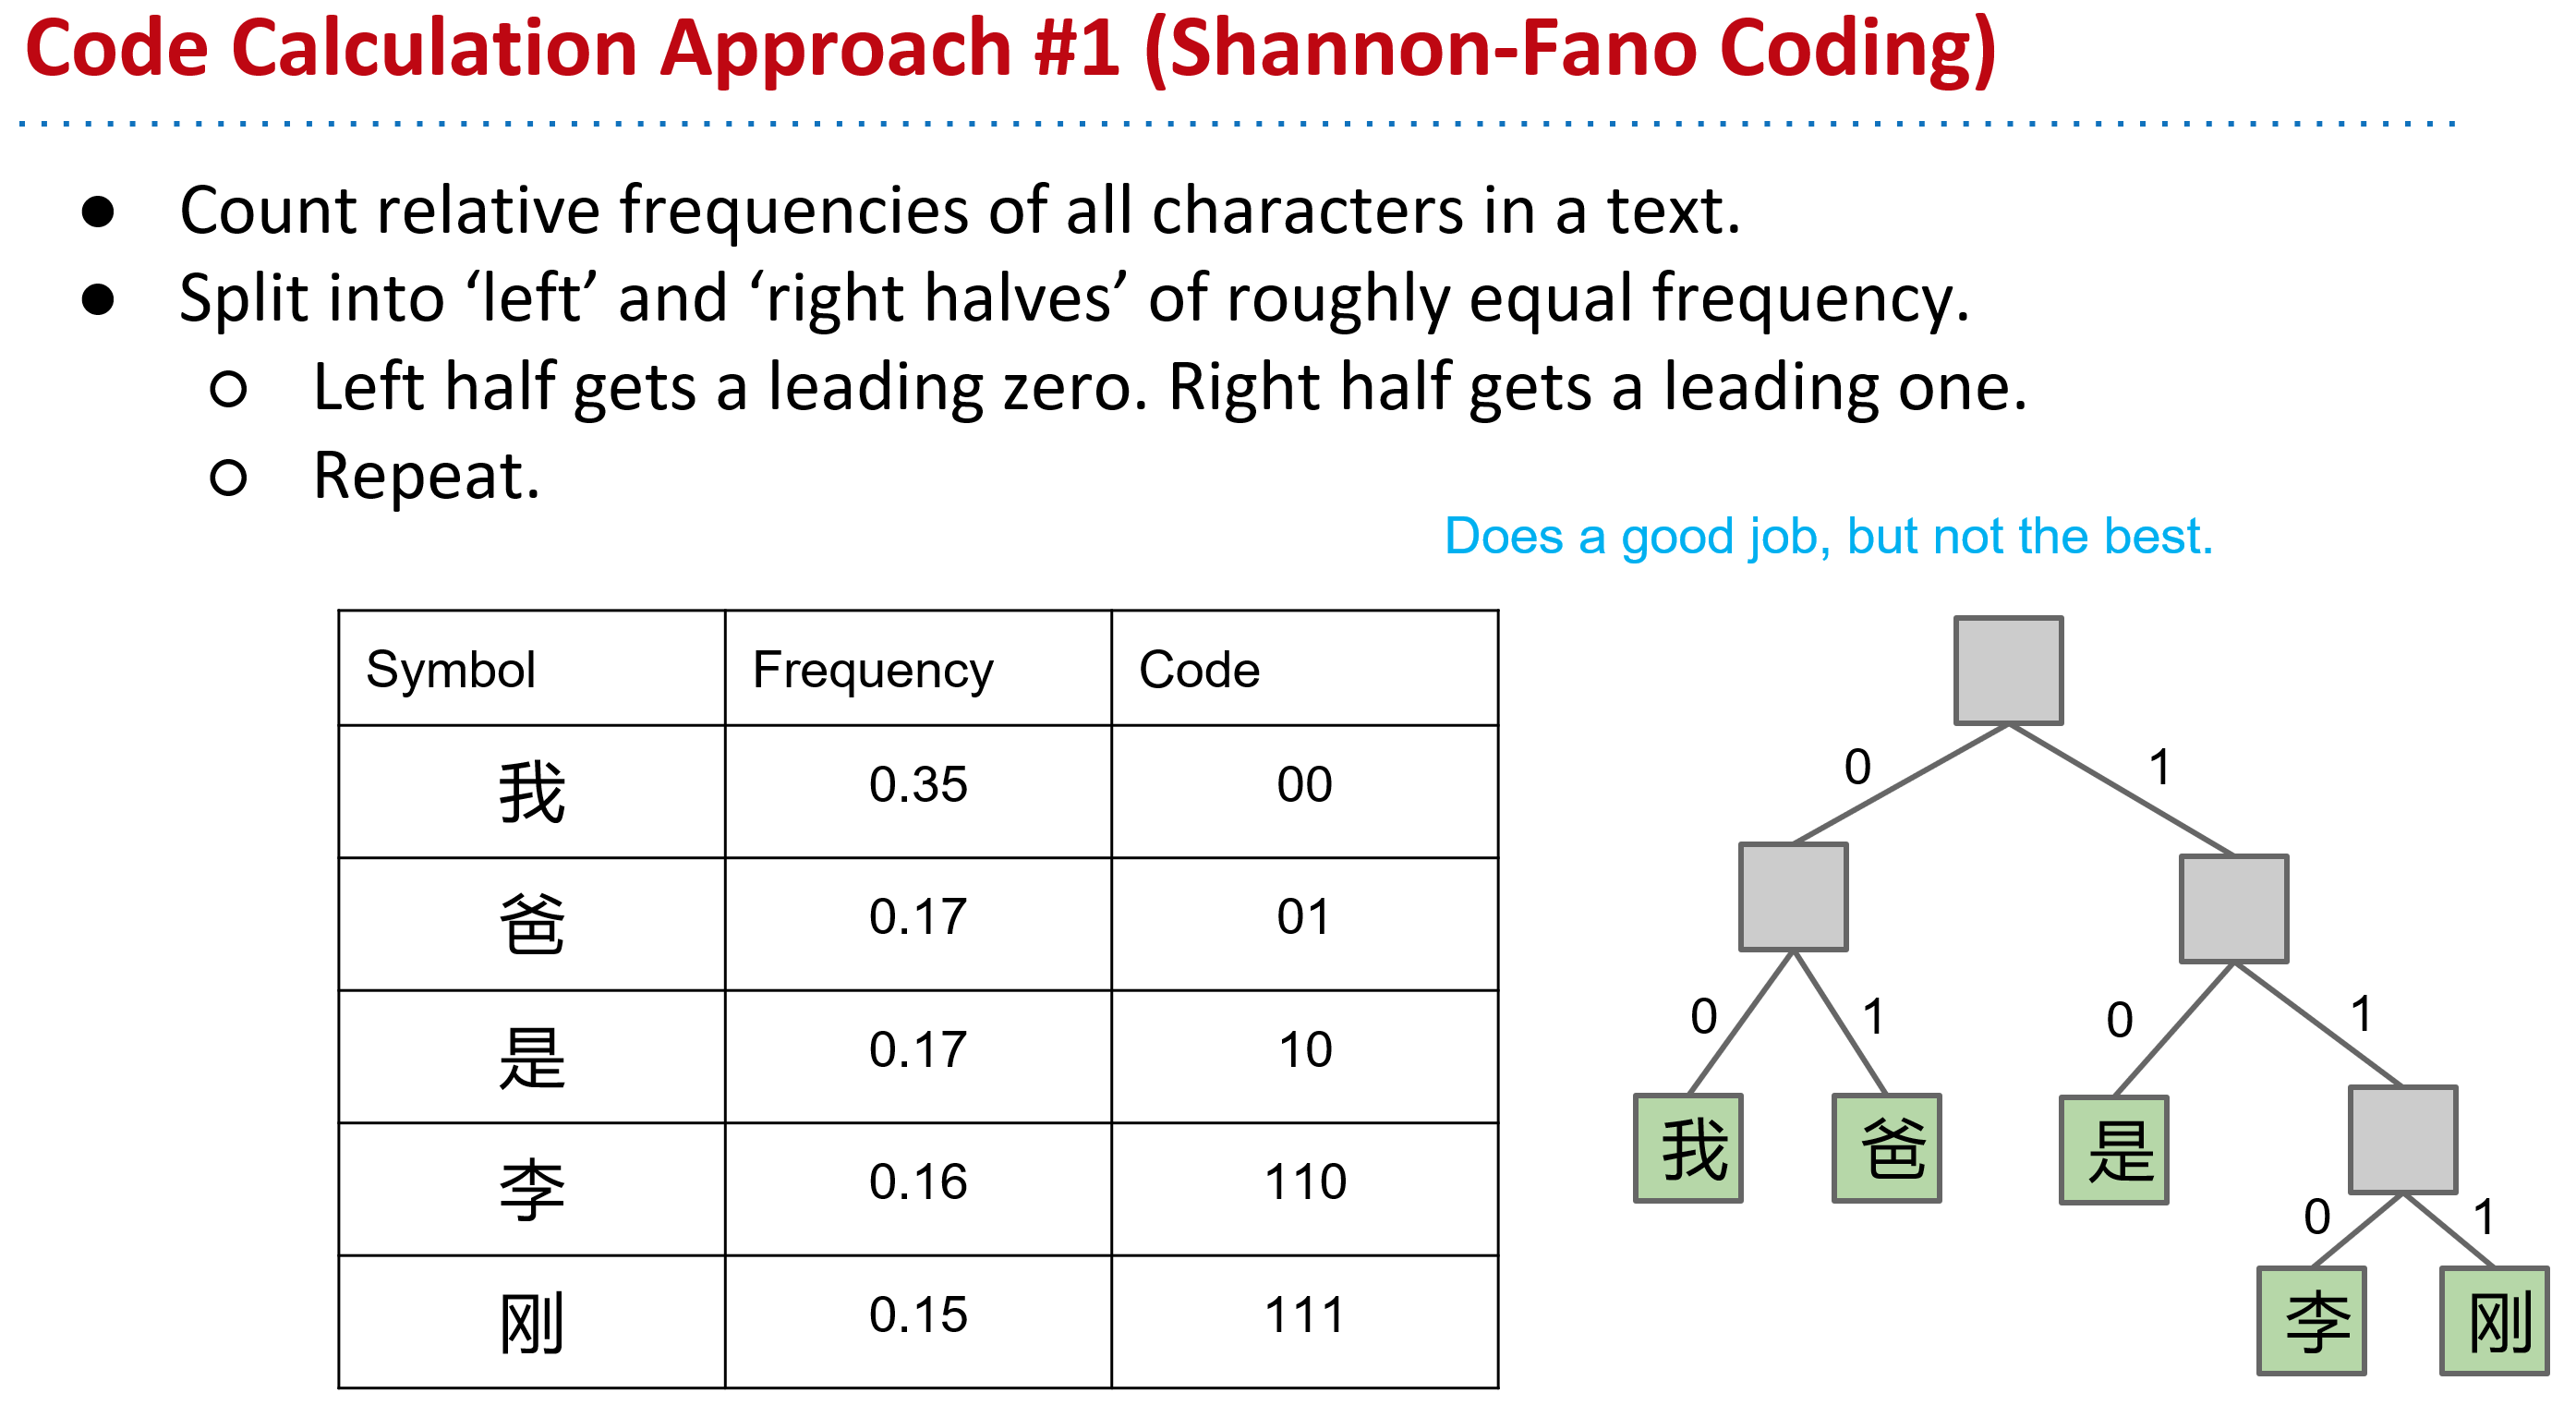 Code Calculation Approach #1 (Shannon-Fano Coding)
● Count relative frequencies of all characters in a text.
● Split into ‘left’ and ‘right halves’ of roughly equal frequency.
○ Left half gets a leading zero. Right half gets a leading one.
○ Repeat.
Does a good job, but not the best.
Symbol Frequency Code
我 0.35 00
爸 0.17 01
是 0.17 10
李 0.16 110
刚 0.15 111
0 1
0 1 0 1
我 爸 是
0 1
李 刚